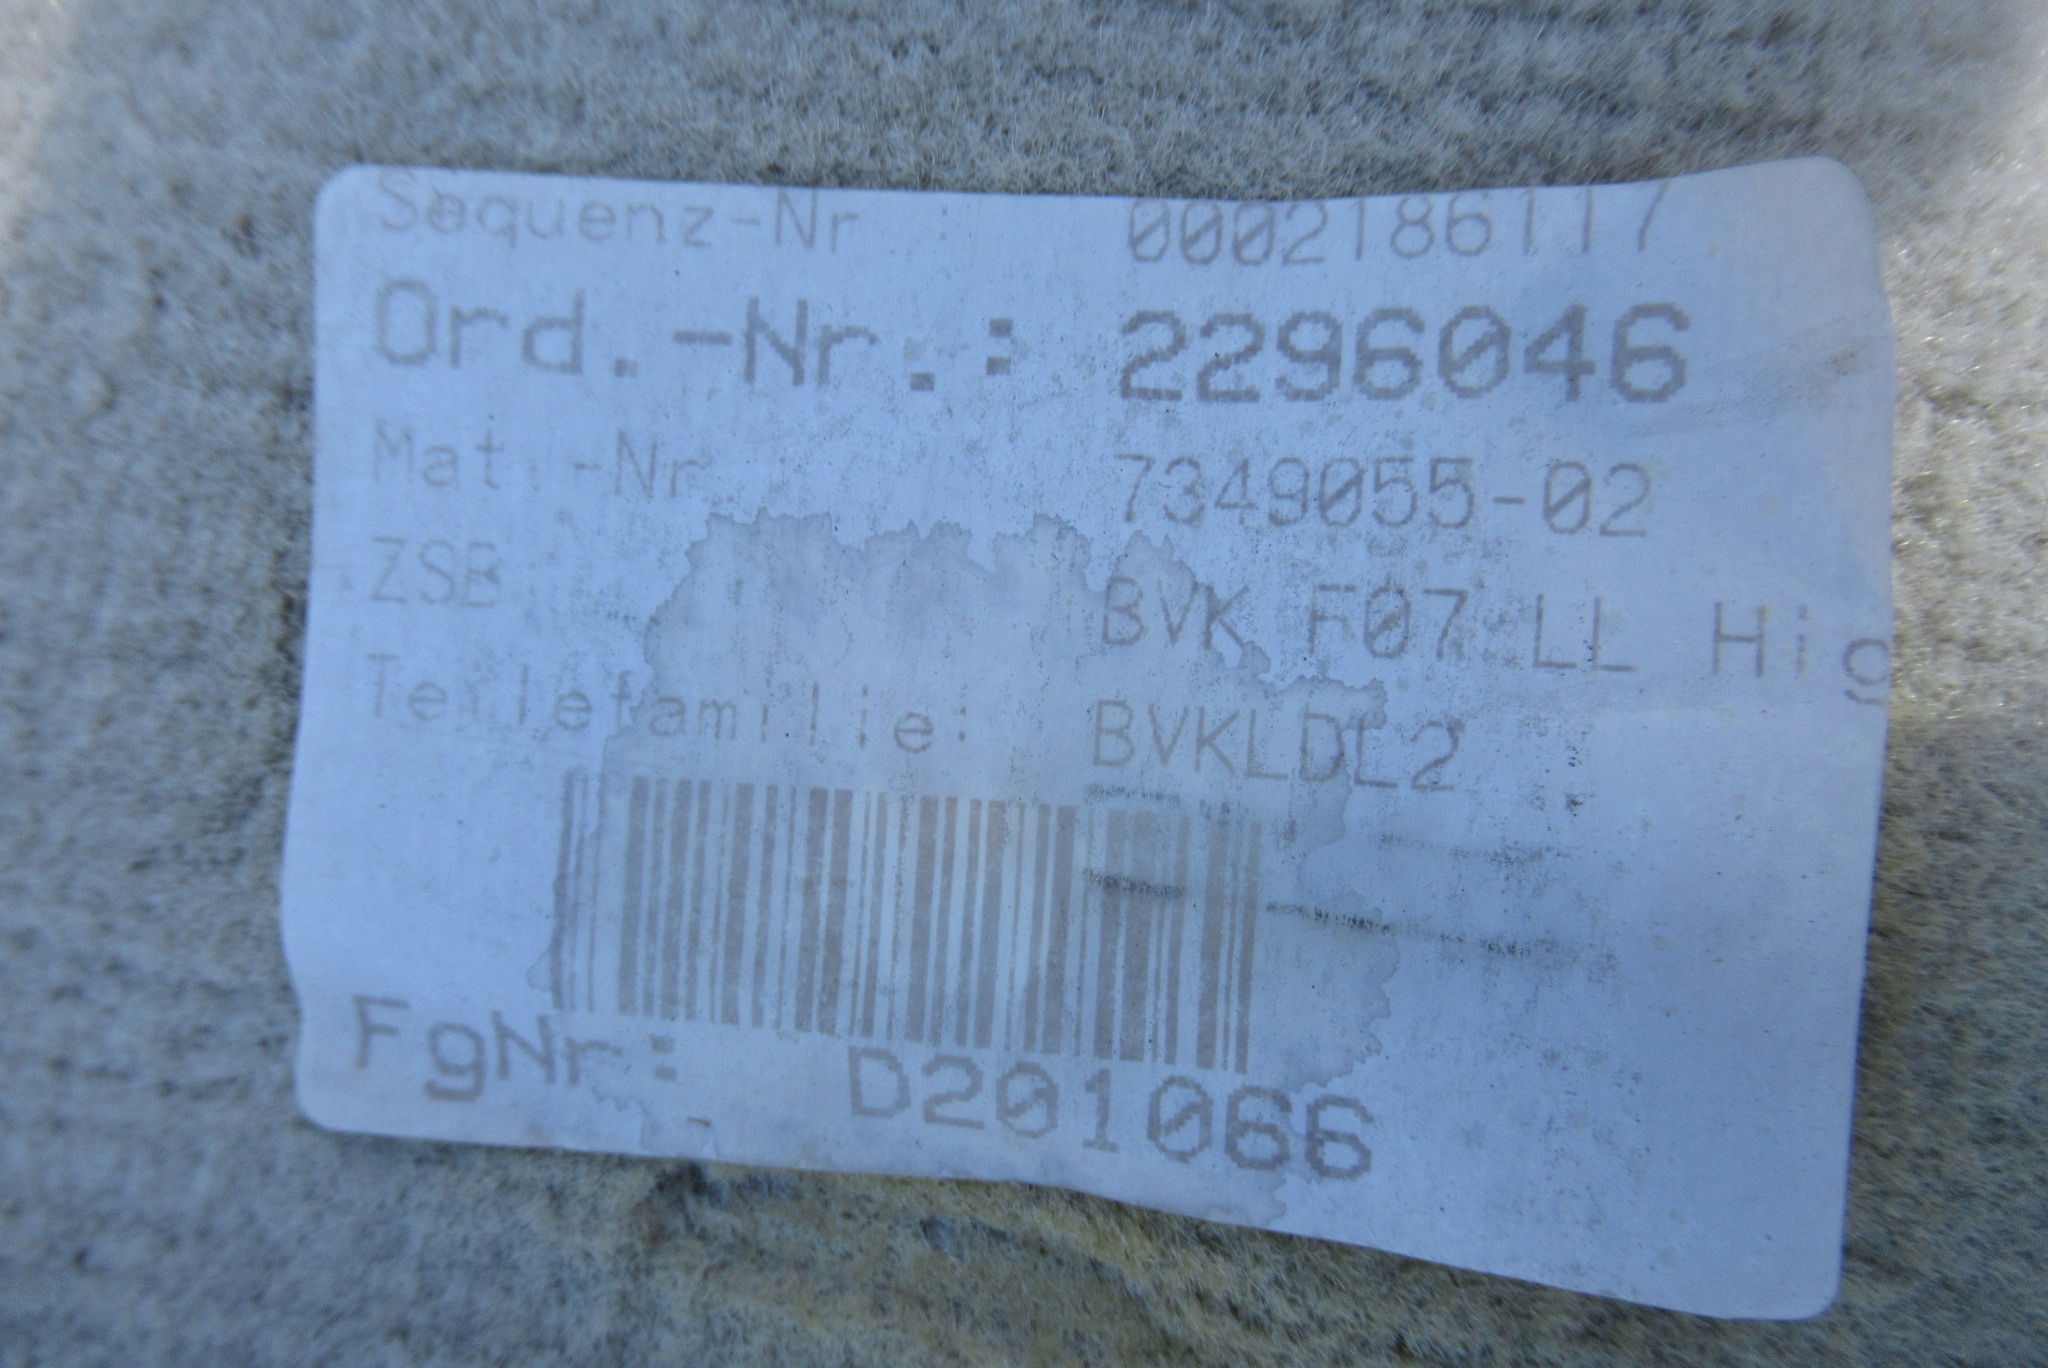 Sequenz-Nr : 0002186117
Ord.-Nr.: 2296046
Mat.-Nr 7349055-02
ZSB BVK F07 LL Hig
Teilefamilie: BVKLDL2
FgNr: D201066